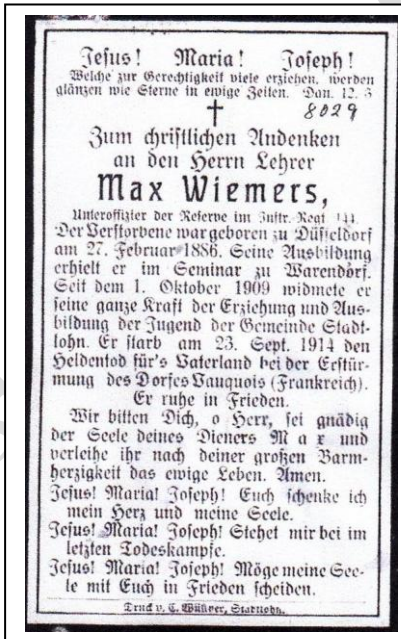 Jesus! Maria! Joseph!
Welche zur Gerechtigkeit viele erziehen, werden
glänzen wie Sterne in ewige Zeiten. Dan. 12. 3
8029
Zum christlichen Andenken
an den Herrn Lehrer
Max Wiemers,
Unteroffizier der Reserve im Inftr. Regt 144.
Der Verstorbene war geboren zu Düsseldorf
am 27. Februar 1886. Seine Ausbildung
erhielt er im Seminar zu Warendorf.
Seit dem 1. Oktober 1909 widmete er
seine ganze Kraft der Erziehung und Aus-
bildung der Jugend der Gemeinde Stadt-
lohn. Er starb am 23. Sept. 1914 den
Heldentod für's Vaterland bei der Erstür-
mung des Dorfes Vauquois (Frankreich).
Er ruhe in Frieden.
Wir bitten Dich, o Herr, sei gnädig
der Seele deines Dieners Max und
verleihe ihr nach deiner großen Barm-
herzigkeit das ewige Leben. Amen.
Jesus! Maria! Joseph! Euch schenke ich
mein Herz und meine Seele.
Jesus! Maria! Joseph! Stehet mir bei im
letzten Todeskampfe.
Jesus! Maria! Joseph! Möge meine See-
le mit Euch in Frieden scheiden.
Druck v. C. Wüllner, Stadtlohn.